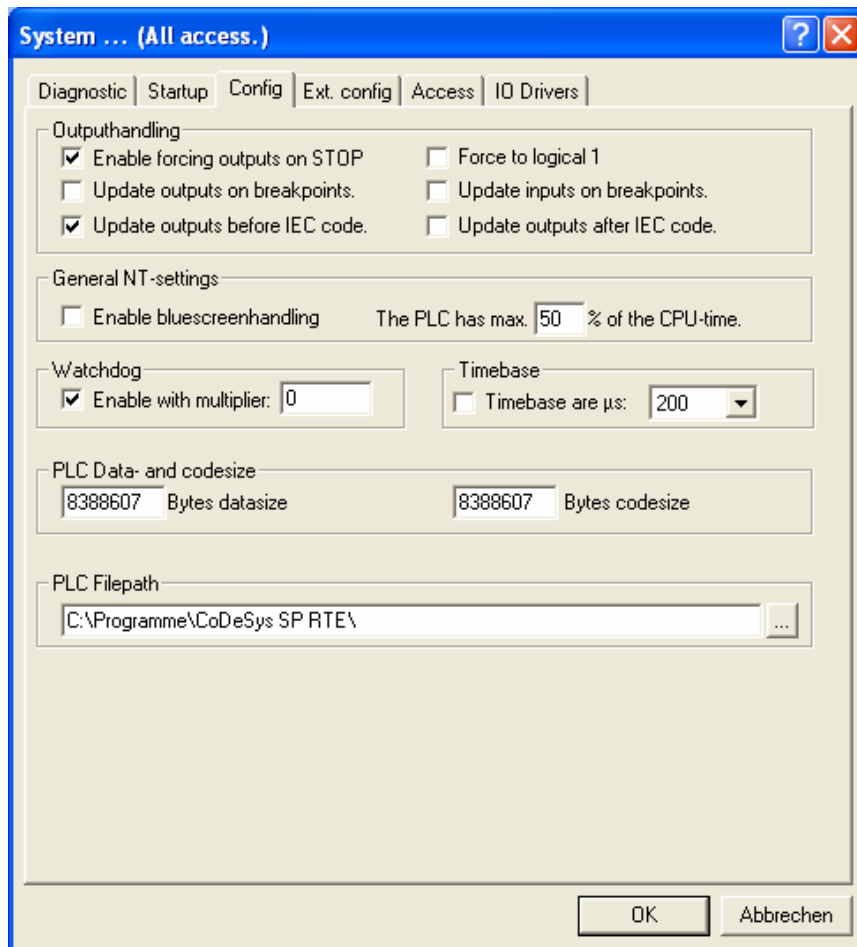 System ... (All access.)
Diagnostic Startup Config Ext. config Access IO Drivers
Outputhandling
Enable forcing outputs on STOP Force to logical 1
Update outputs on breakpoints. Update inputs on breakpoints.
Update outputs before IEC code. Update outputs after IEC code.
General NT-settings
Enable bluescreenhandling The PLC has max. 50 % of the CPU-time.
Watchdog Timebase
Enable with multiplier: 0 Timebase are µs: 200
PLC Data- and codesize
8388607 Bytes datasize 8388607 Bytes codesize
PLC Filepath
C:\Programme\CoDeSys SP RTE\ ...
OK Abbrechen